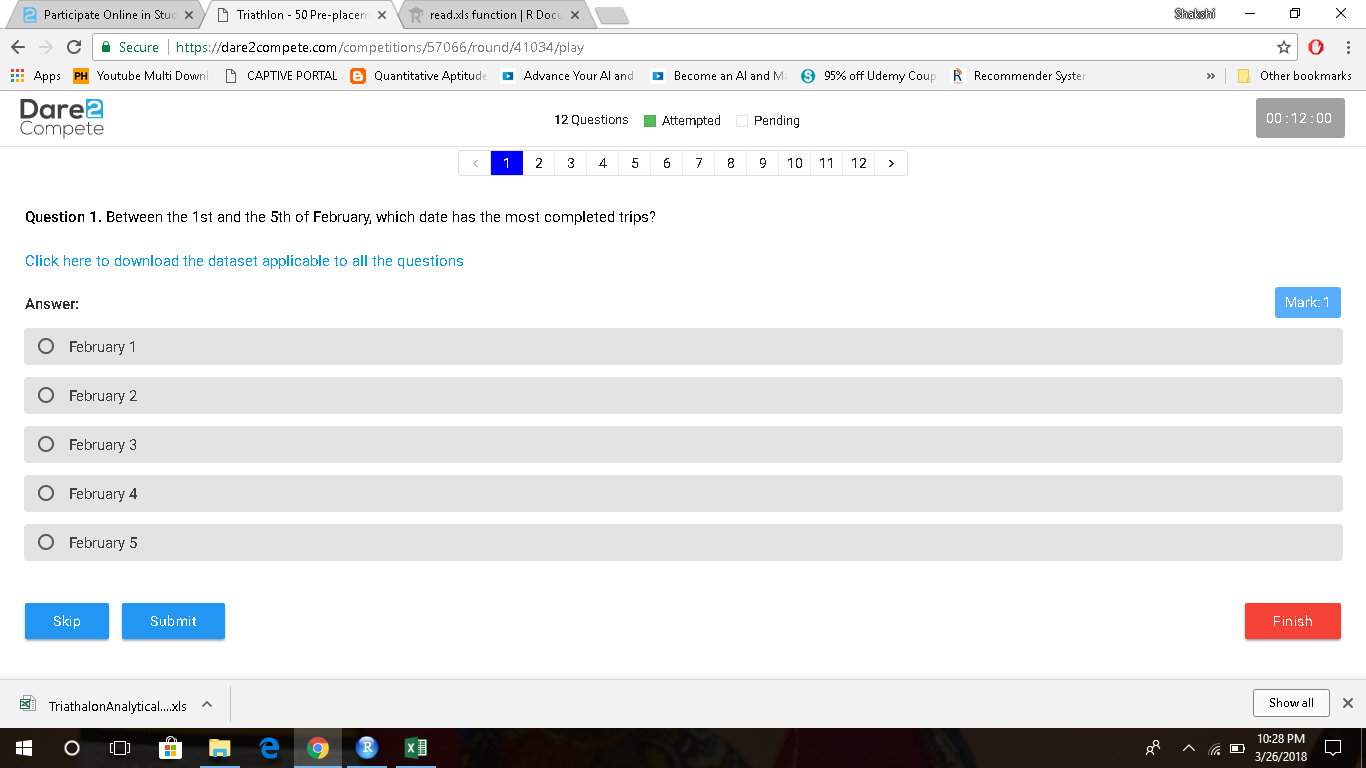 Participate Online in Stud
Triathlon - 50 Pre-placem
read.xls function | R Docu
Shakshi
Secure
https://dare2compete.com/competitions/57066/round/41034/play
Apps
PH
Youtube Multi Downl
CAPTIVE PORTAL
Quantitative Aptitude
Advance Your AI and
Become an AI and Ma
95% off Udemy Coup
Recommender System
»
Other bookmarks
Dare2
Compete
12 Questions
Attempted
Pending
00 : 12 : 00
< 1 2 3 4 5 6 7 8 9 10 11 12 >
Question 1. Between the 1st and the 5th of February, which date has the most completed trips?
Click here to download the dataset applicable to all the questions
Answer:
Mark: 1
February 1
February 2
February 3
February 4
February 5
Skip
Submit
Finish
TriathalonAnalytical....xls
Show all
10:28 PM
3/26/2018